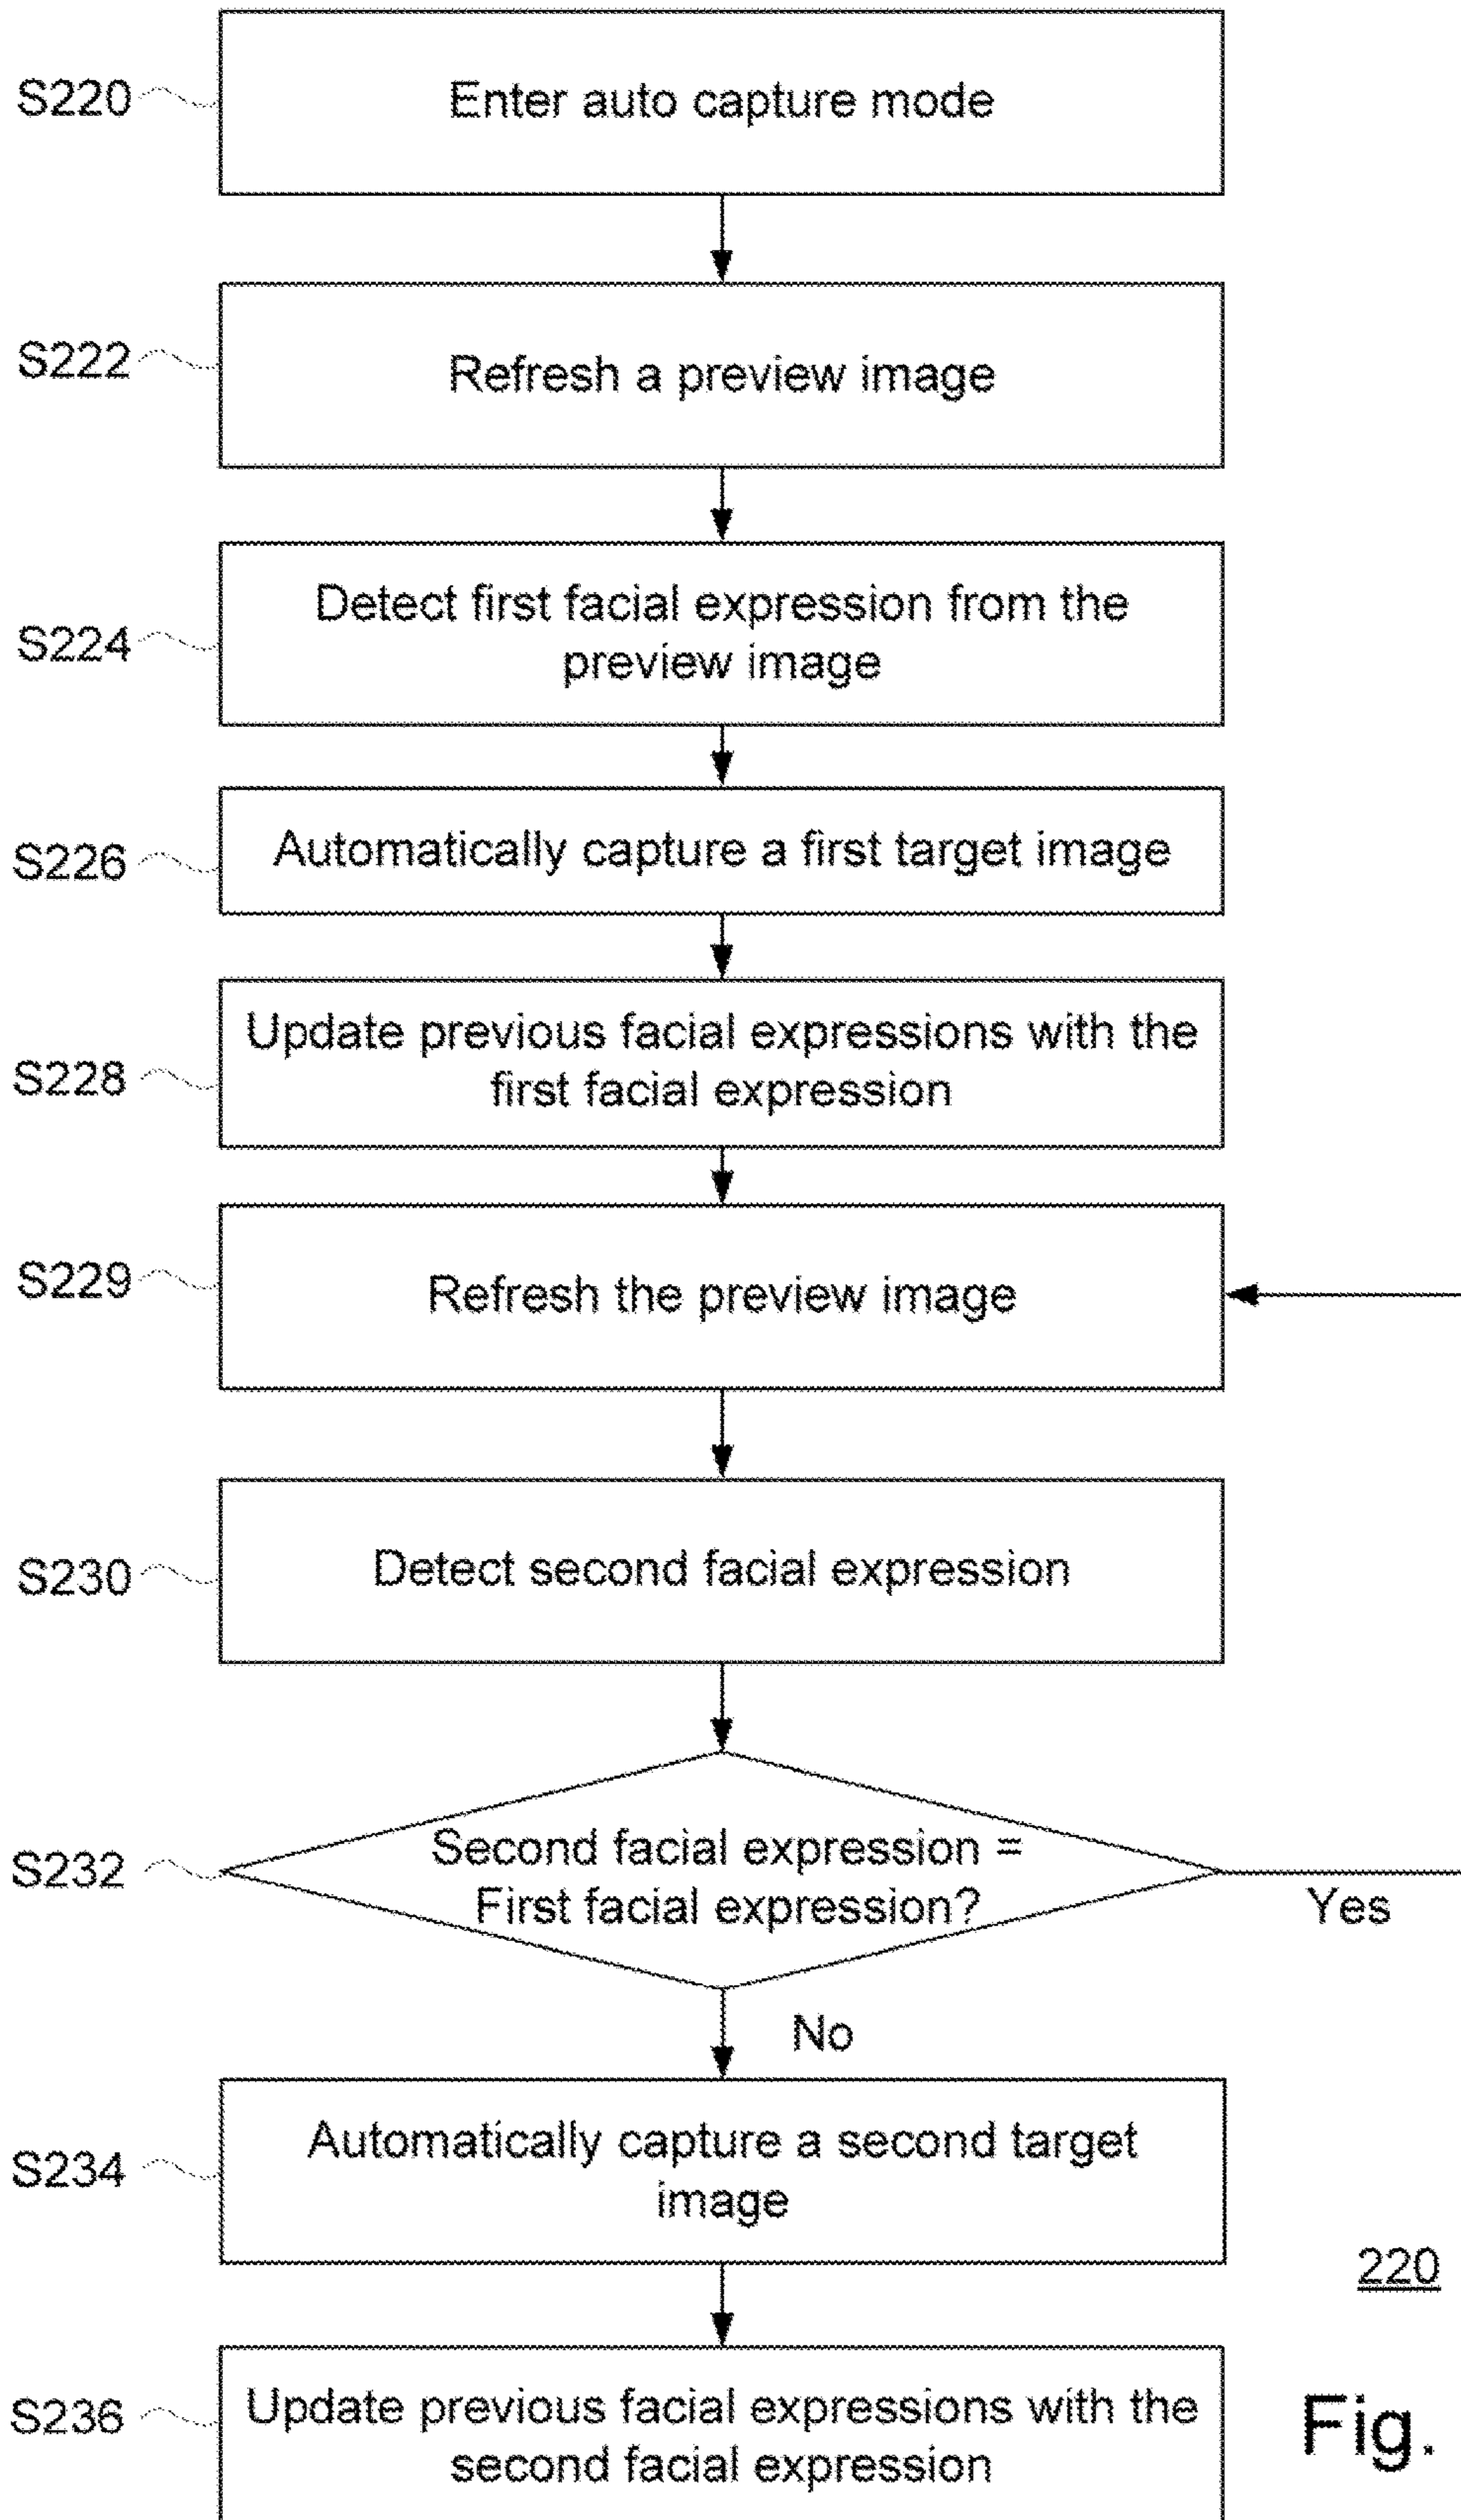 S220
Enter auto capture mode
S222
Refresh a preview image
S224
Detect first facial expression from the
preview image
S226
Automatically capture a first target image
S228
Update previous facial expressions with the
first facial expression
S229
Refresh the preview image
S230
Detect second facial expression
S232
Second facial expression =
First facial expression?
Yes
No
S234
Automatically capture a second target
image
220
S236
Update previous facial expressions with the
second facial expression
Fig.